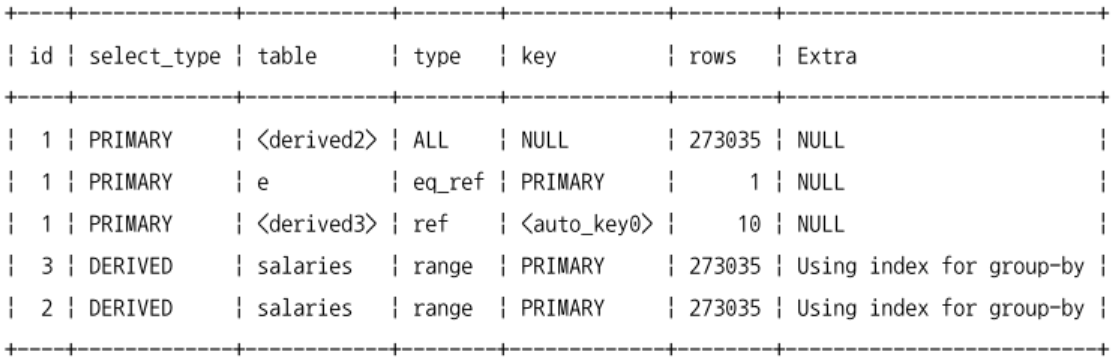 +----+-------------+------------+--------+-------------+--------+--------------------------+
| id | select_type | table      | type   | key         | rows   | Extra                    |
+----+-------------+------------+--------+-------------+--------+--------------------------+
|  1 | PRIMARY     | <derived2> | ALL    | NULL        | 273035 | NULL                     |
|  1 | PRIMARY     | e          | eq_ref | PRIMARY     |      1 | NULL                     |
|  1 | PRIMARY     | <derived3> | ref    | <auto_key0> |     10 | NULL                     |
|  3 | DERIVED     | salaries   | range  | PRIMARY     | 273035 | Using index for group-by |
|  2 | DERIVED     | salaries   | range  | PRIMARY     | 273035 | Using index for group-by |
+----+-------------+------------+--------+-------------+--------+--------------------------+